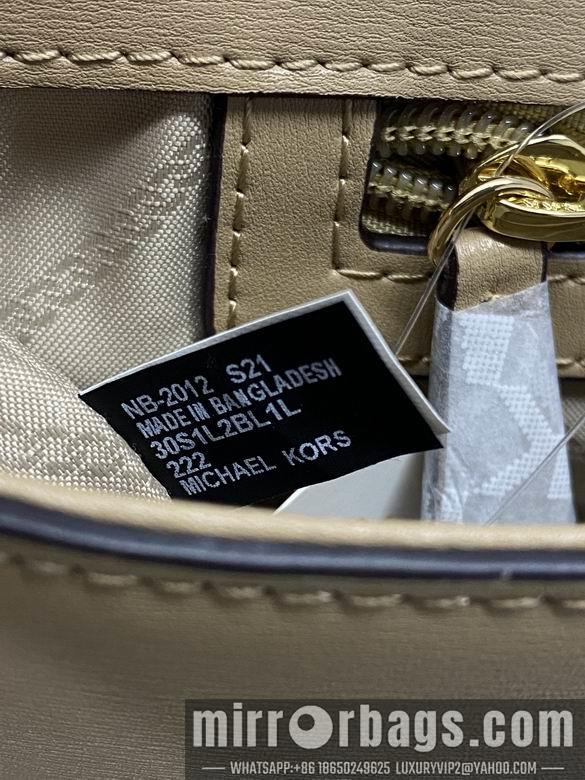 NB-2012 S21
MADE IN BANGLADESH
30S1L2BL1L
222
MICHAEL KORS
mirrorbags.com
WHATSAPP:+86 18650249625 LUXURYVIP2@YAHOO.COM